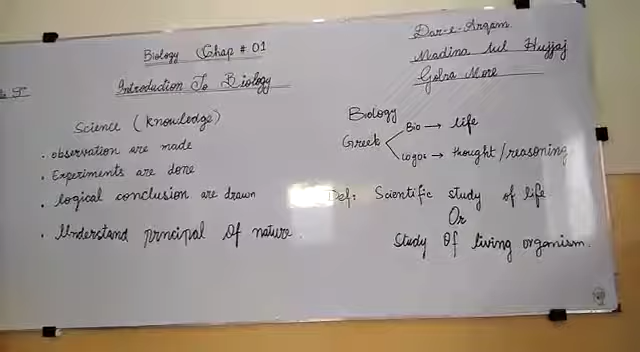 Biology Chap # 01
Introduction To Biology
Science (knowledge)
. observation are made
. Experiments are done
. logical conclusion are drawn
. Understand principal of nature.
Dar-e-Arqam
Madina tul Hujjaj
Golra More
Biology
Greek
Bio → life
Logos → thought/reasoning
Def: Scientific study of life
Or
Study Of living organism.